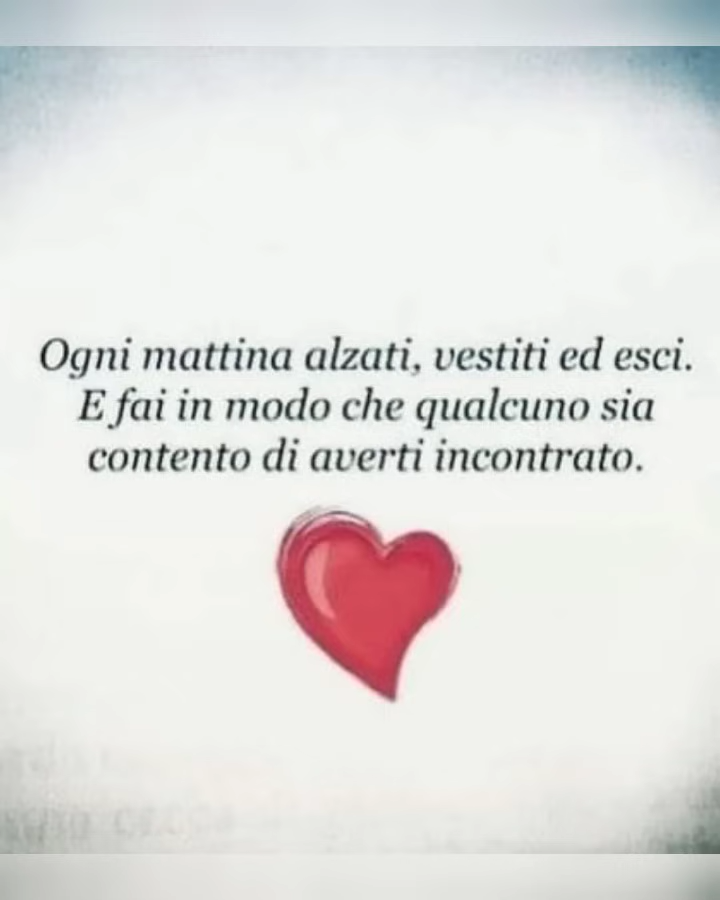 Ogni mattina alzati, vestiti ed esci.
E fai in modo che qualcuno sia
contento di averti incontrato.